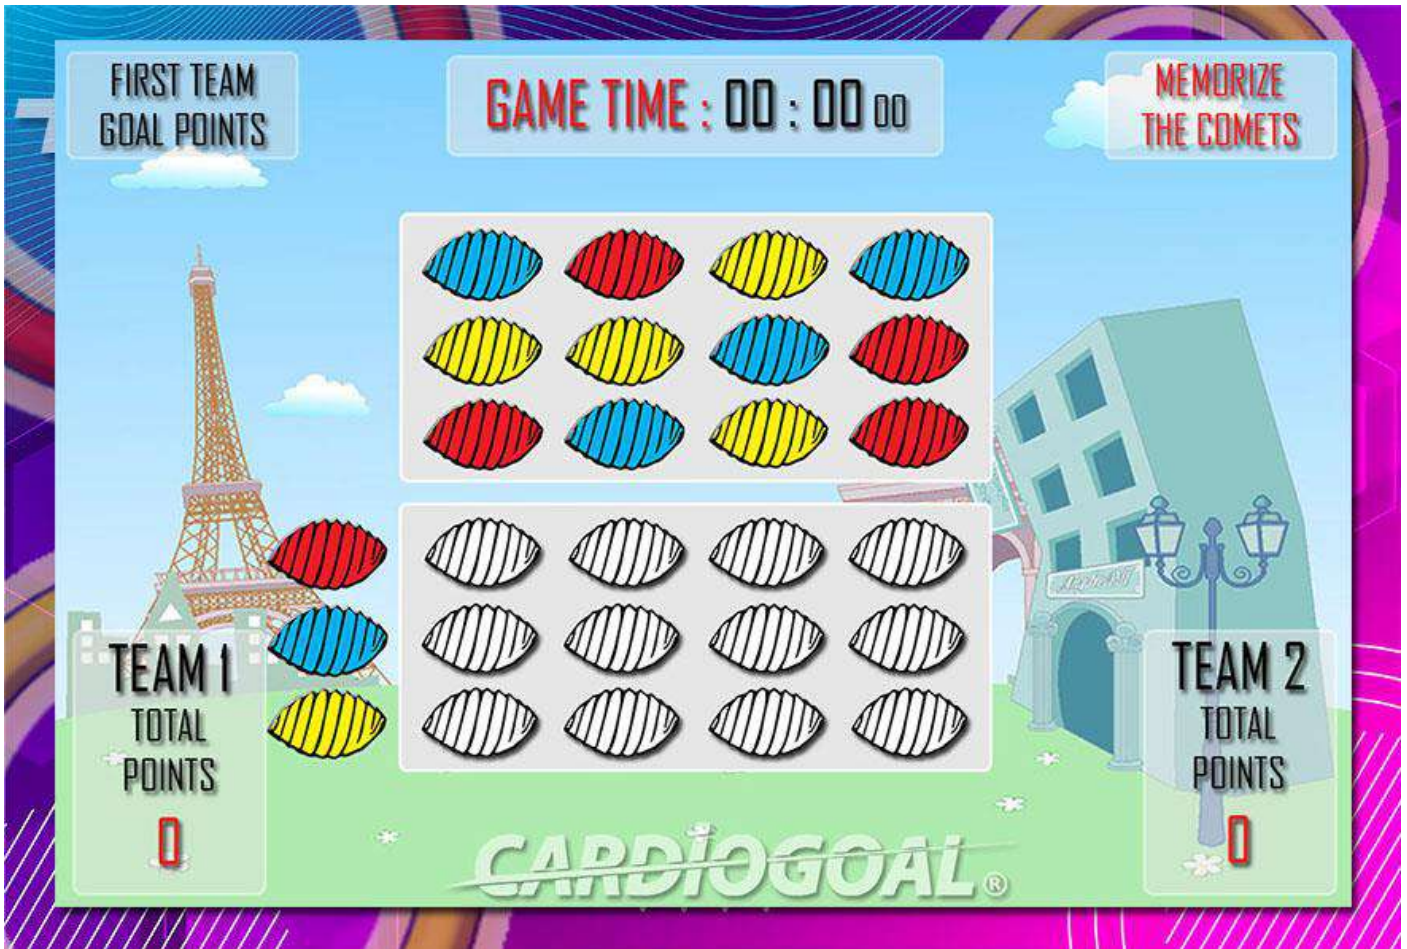 FIRST TEAM
GOAL POINTS
GAME TIME : 00 : 00 00
MEMORIZE
THE COMETS
TEAM 1
TOTAL
POINTS
0
TEAM 2
TOTAL
POINTS
0
CARDIOGOAL ®